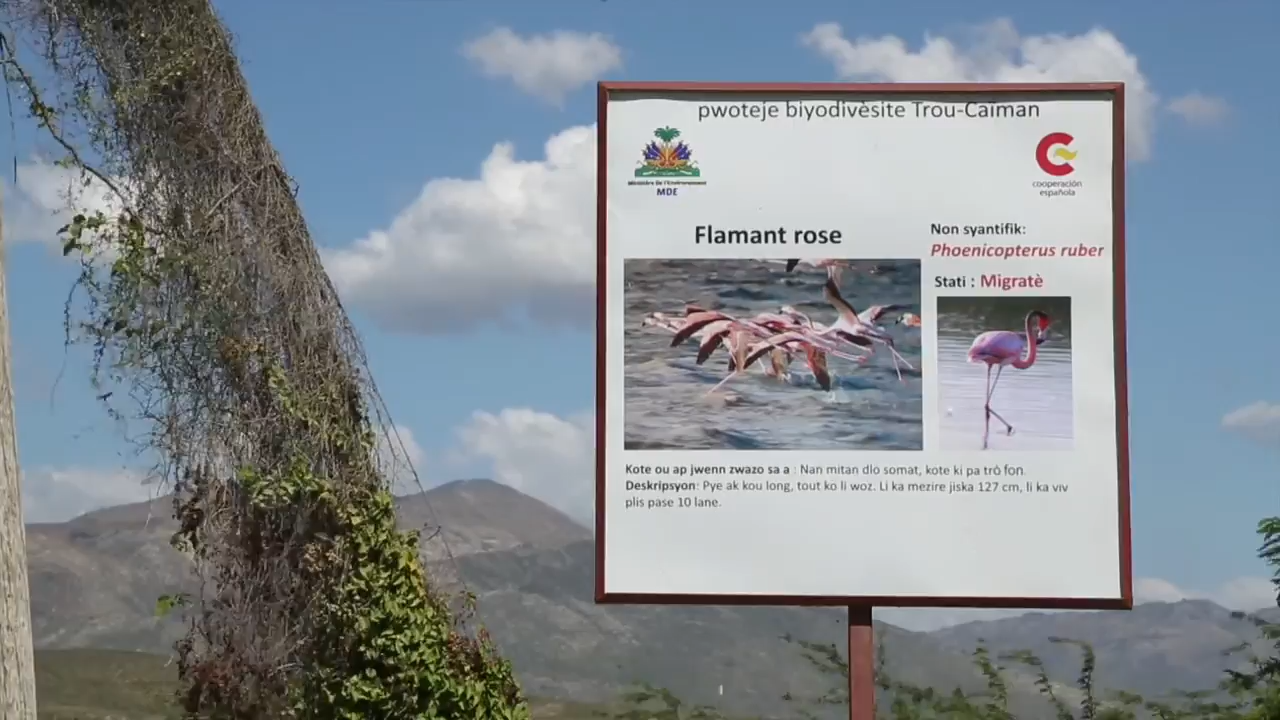 pwoteje biyodivèsite Trou-Caïman
Ministère de l'Environnement
MDE
cooperación
española
Flamant rose
Non syantifik:
Phoenicopterus ruber
Stati : Migratè
Kote ou ap jwenn zwazo sa a : Nan mitan dlo somat, kote ki pa trò fon.
Deskripsyon: Pye ak kou long, tout ko li woz. Li ka mezire jiska 127 cm, li ka viv
plis pase 10 lane.